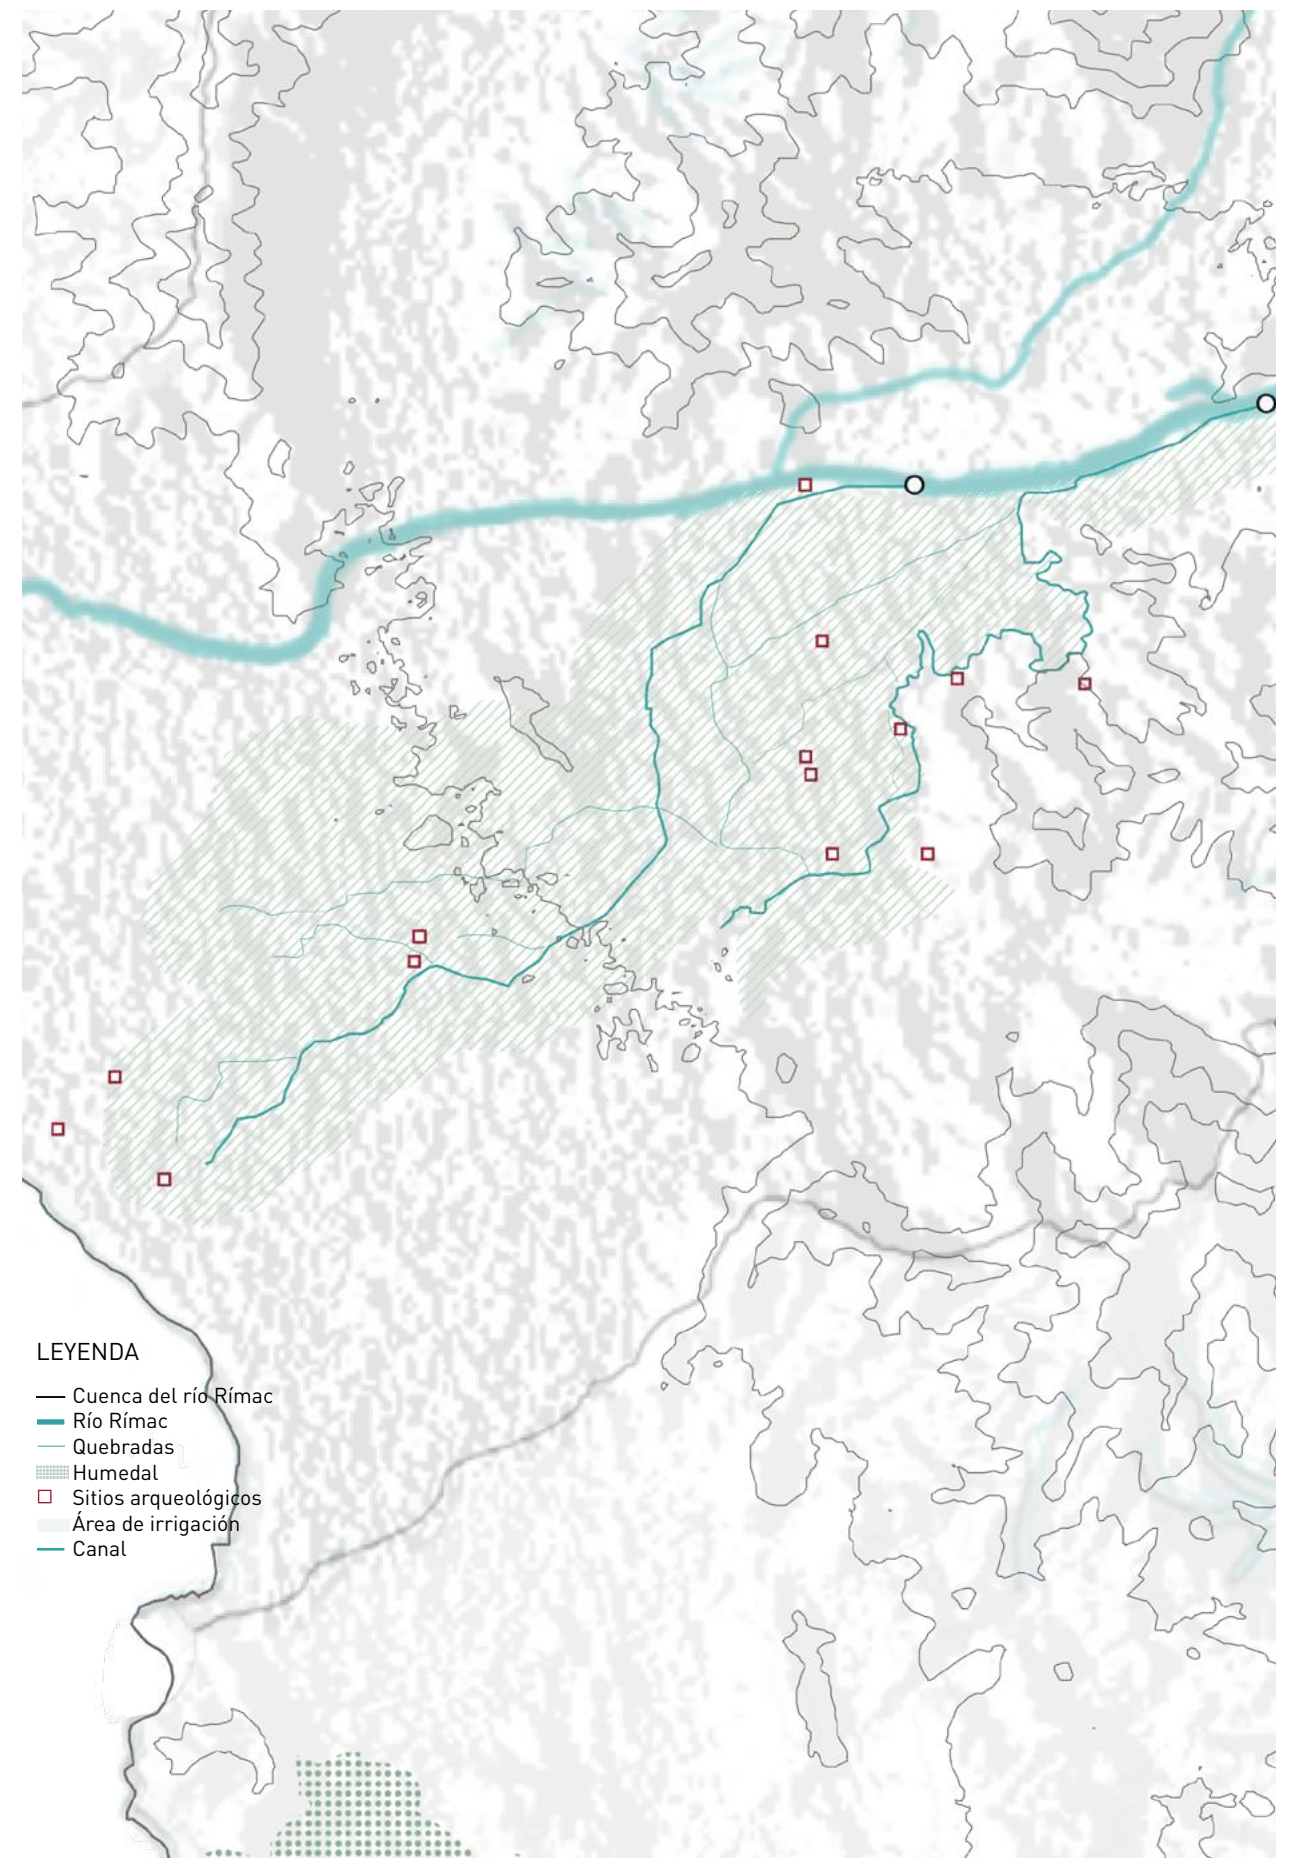 LEYENDA
Cuenca del río Rímac
Río Rímac
Quebradas
Humedal
Sitios arqueológicos
Área de irrigación
Canal